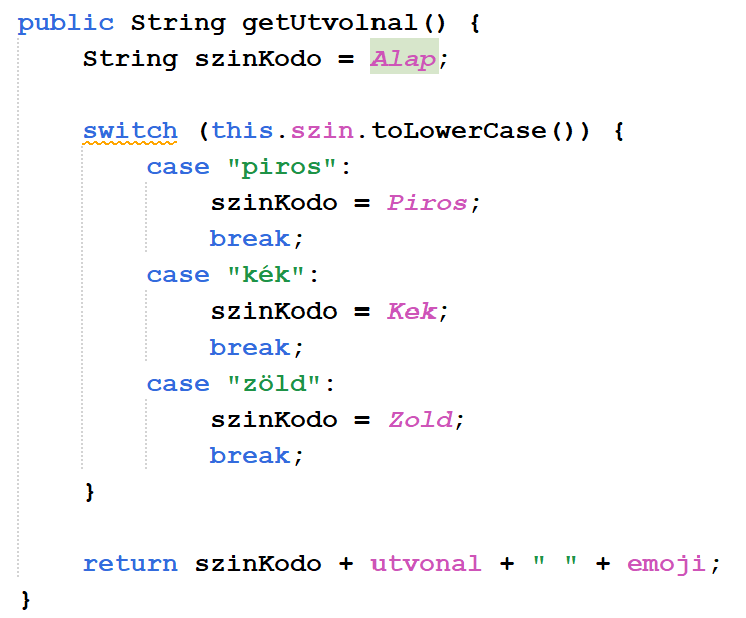 public String getUtvolnal() {
    String szinKodo = Alap;

    switch (this.szin.toLowerCase()) {
        case "piros":
            szinKodo = Piros;
            break;
        case "kék":
            szinKodo = Kek;
            break;
        case "zöld":
            szinKodo = Zold;
            break;
    }

    return szinKodo + utvonal + " " + emoji;
}